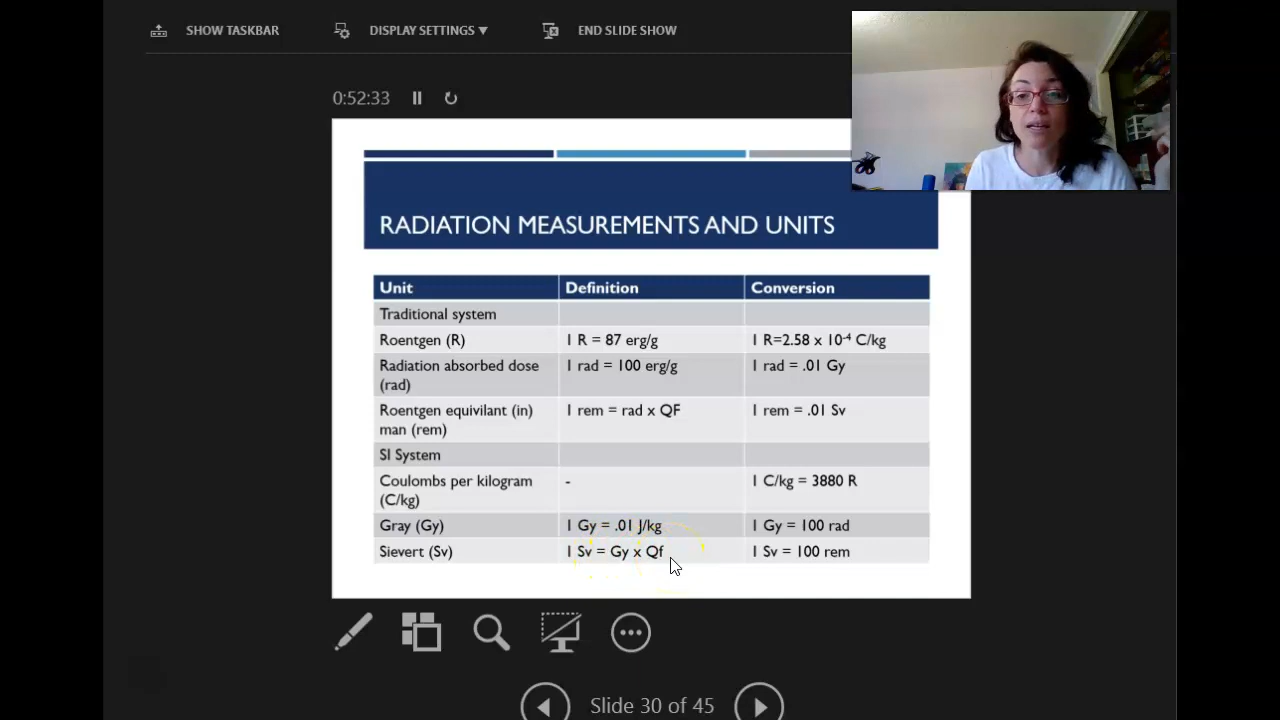 SHOW TASKBAR
DISPLAY SETTINGS
END SLIDE SHOW
0:52:33
RADIATION MEASUREMENTS AND UNITS
Unit Definition Conversion
Traditional system
Roentgen (R) 1 R = 87 erg/g 1 R=2.58 x 10⁻⁴ C/kg
Radiation absorbed dose 1 rad = 100 erg/g 1 rad = .01 Gy
(rad)
Roentgen equivilant (in) 1 rem = rad x QF 1 rem = .01 Sv
man (rem)
SI System
Coulombs per kilogram - 1 C/kg = 3880 R
(C/kg)
Gray (Gy) 1 Gy = .01 J/kg 1 Gy = 100 rad
Sievert (Sv) 1 Sv = Gy x Qf 1 Sv = 100 rem
Slide 30 of 45